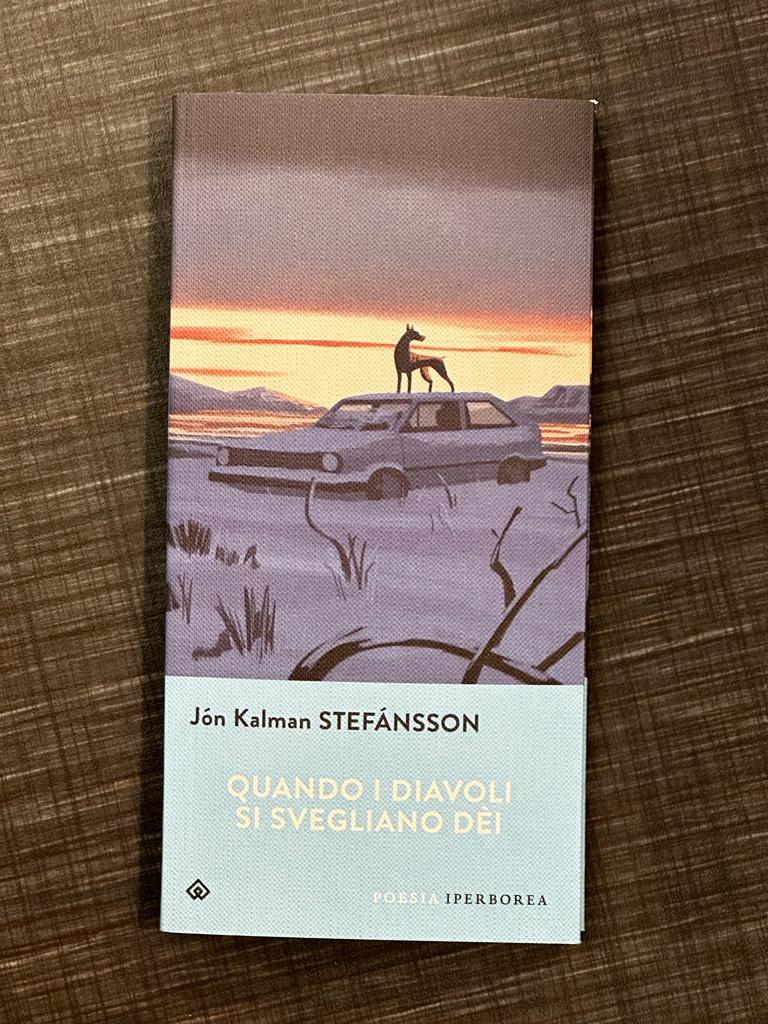 Jón Kalman STEFÁNSSON
QUANDO I DIAVOLI
SI SVEGLIANO DÈI
POESIA IPERBOREA